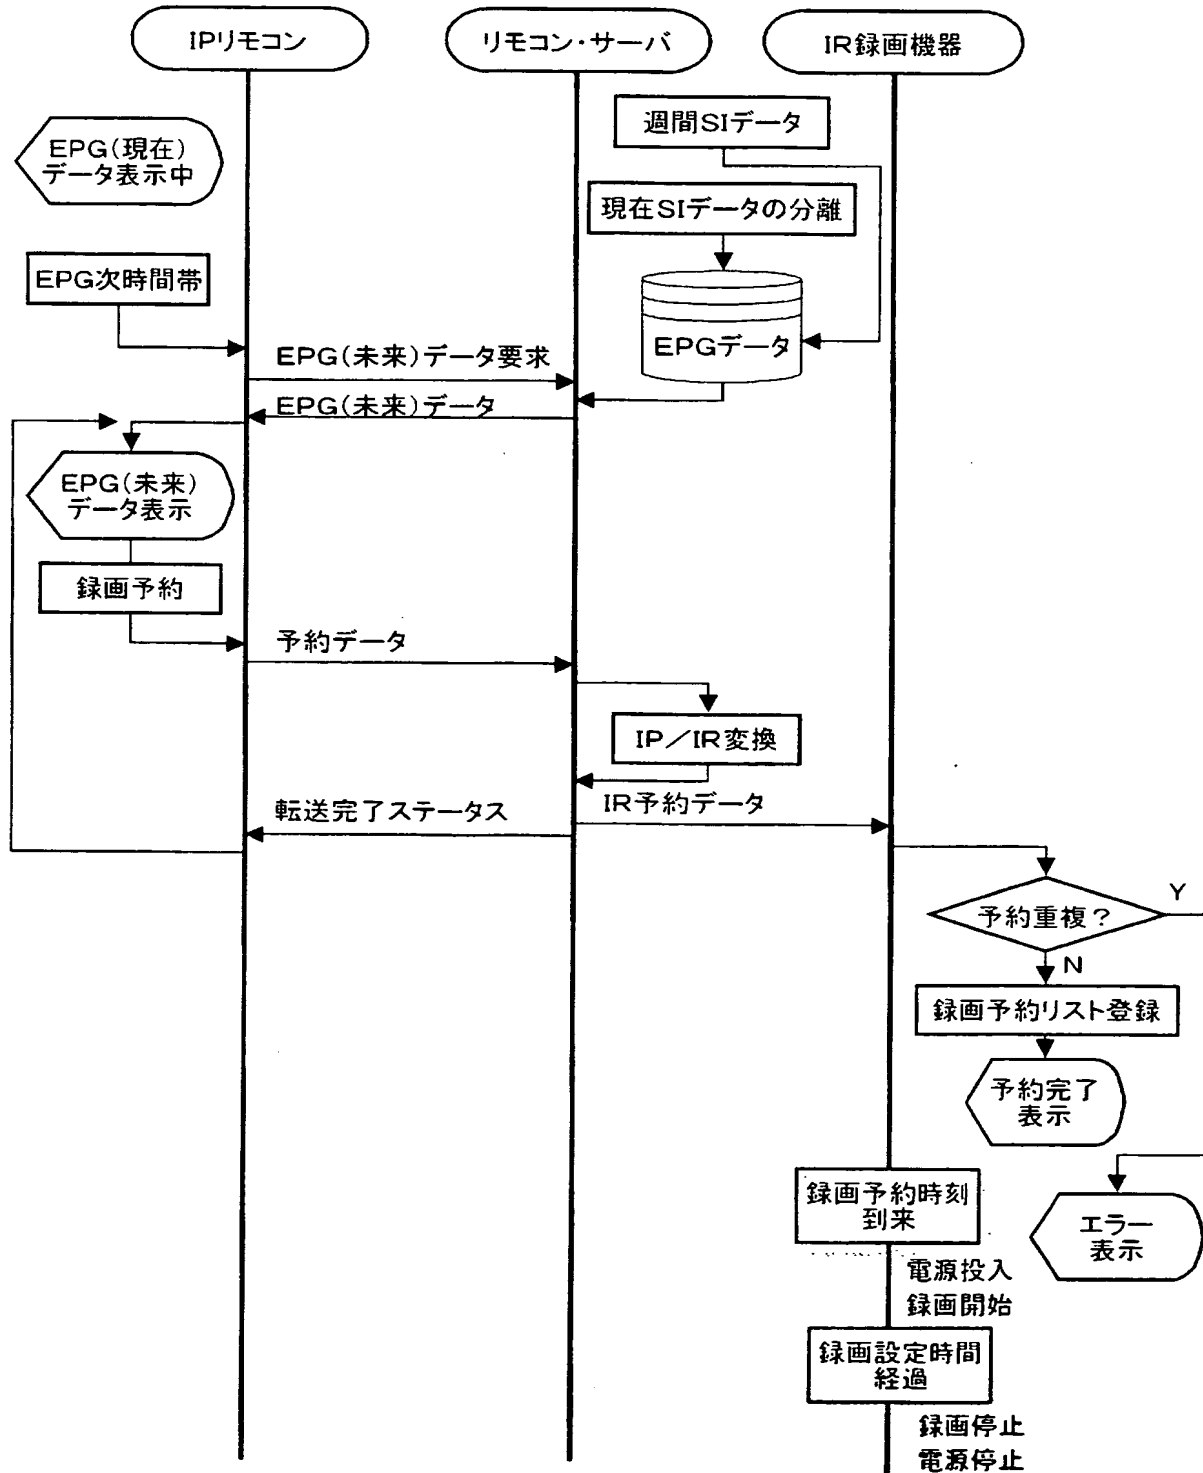 IPリモコン
リモコン・サーバ
IR録画機器
週間SIデータ
EPG(現在)
データ表示中
現在SIデータの分離
EPG次時間帯
EPGデータ
EPG(未来)データ要求
EPG(未来)データ
EPG(未来)
データ表示
録画予約
予約データ
IP/IR変換
転送完了ステータス
IR予約データ
予約重複?
Y
N
録画予約リスト登録
予約完了
表示
録画予約時刻
到来
エラー
表示
電源投入
録画開始
録画設定時間
経過
録画停止
電源停止